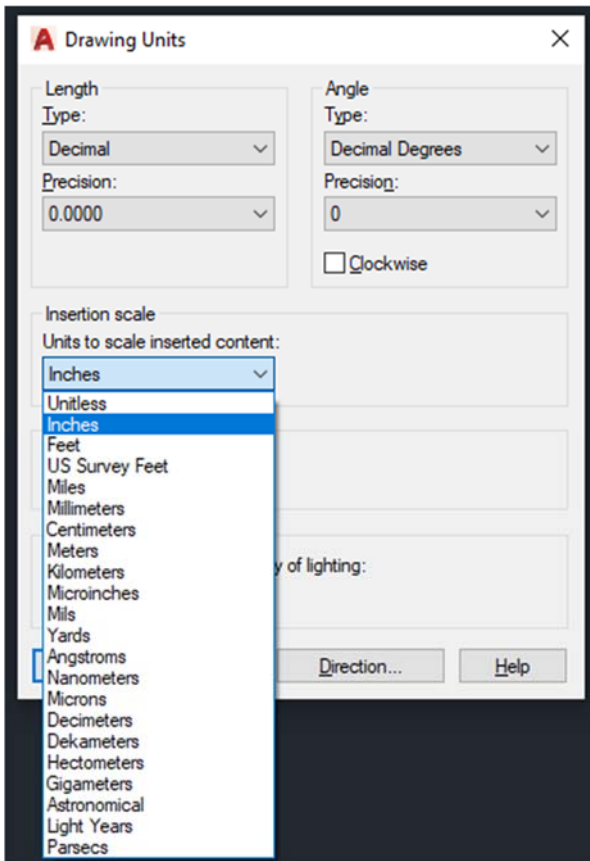 Drawing Units
Length
Type:
Decimal
Precision:
0.0000
Angle
Type:
Decimal Degrees
Precision:
0
Clockwise
Insertion scale
Units to scale inserted content:
Inches
Unitless
Inches
Feet
US Survey Feet
Miles
Millimeters
Centimeters
Meters
Kilometers
Microinches
Mils
Yards
Angstroms
Nanometers
Microns
Decimeters
Dekameters
Hectometers
Gigameters
Astronomical
Light Years
Parsecs
y of lighting:
Direction...
Help